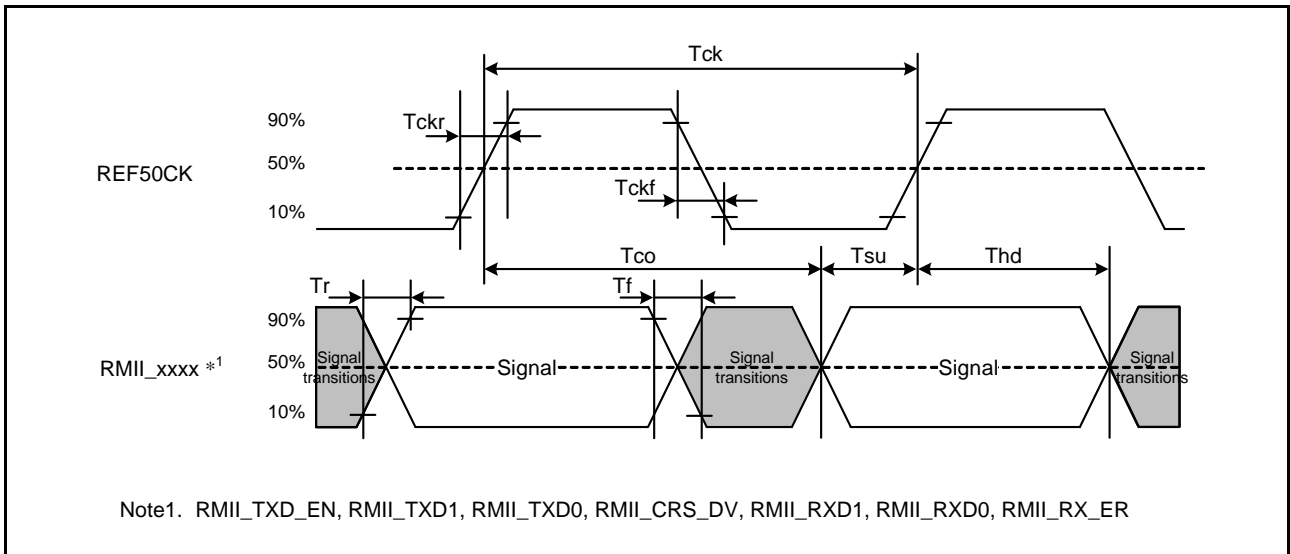 Tck
90%
Tckr
50%
REF50CK
Tckf
10%
Tco
Tsu
Thd
Tr
Tf
90%
RMII_xxxx *1
50%
Signal
transitions
Signal
Signal
transitions
Signal
Signal
transitions
10%
Note1. RMII_TXD_EN, RMII_TXD1, RMII_TXD0, RMII_CRS_DV, RMII_RXD1, RMII_RXD0, RMII_RX_ER